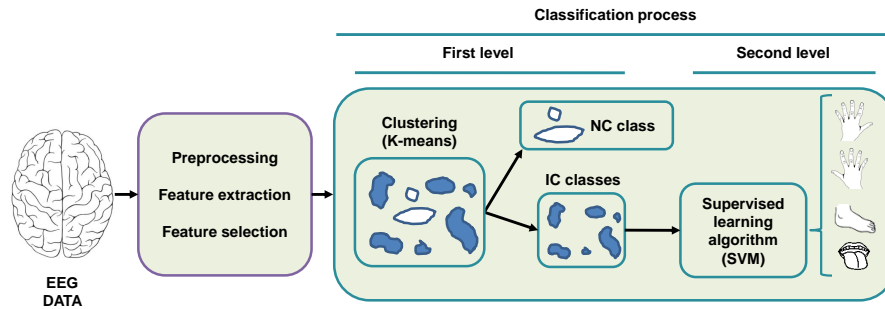 Classification process
First level
Second level
Clustering
(K-means)
NC class
Preprocessing
Feature extraction
Feature selection
IC classes
Supervised
learning
algorithm
(SVM)
EEG
DATA